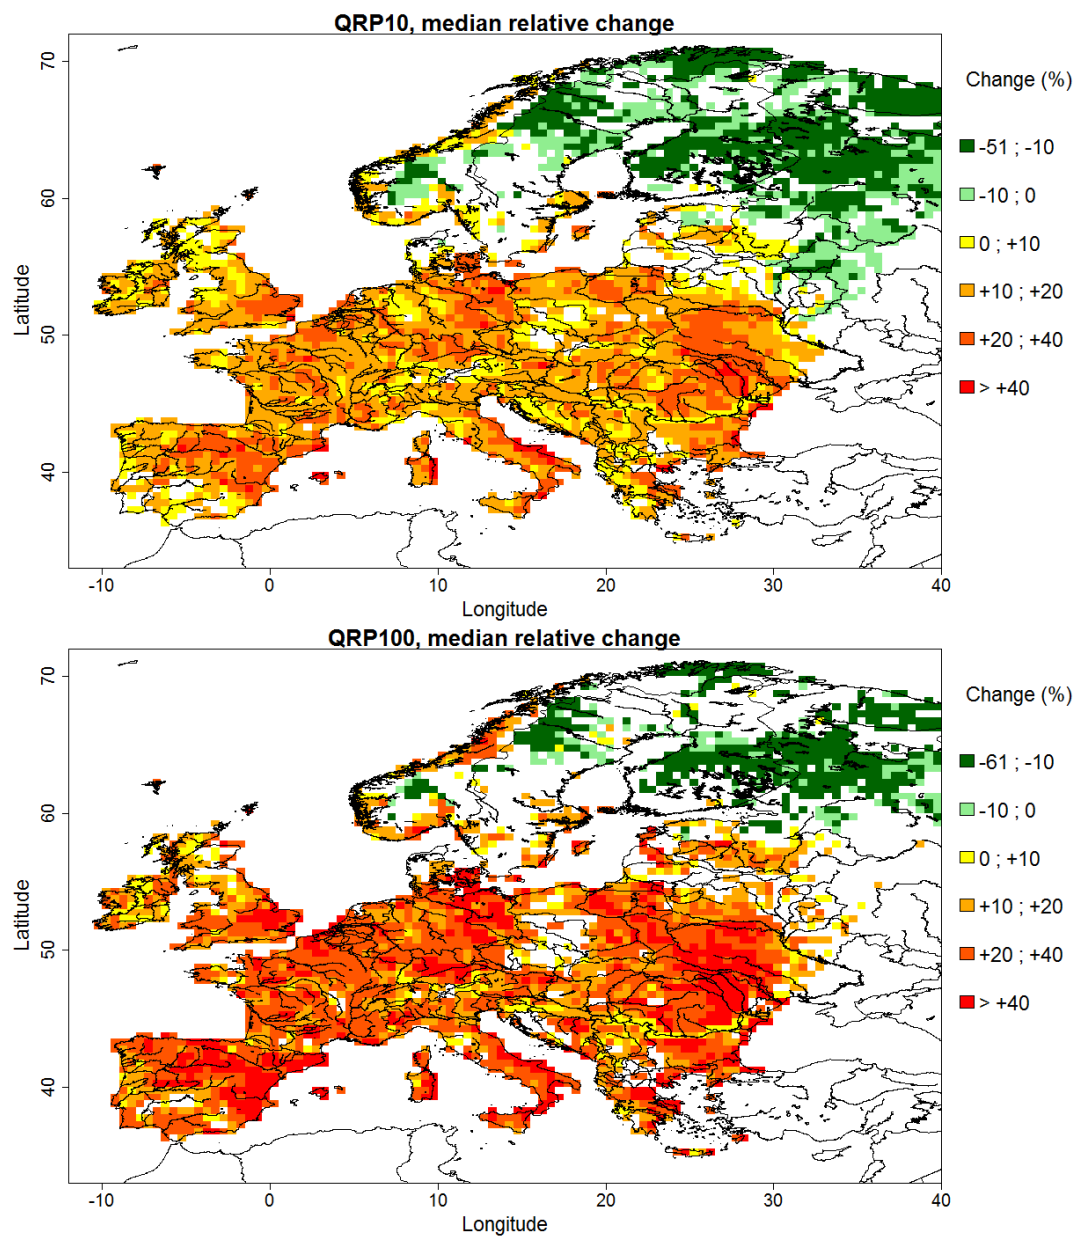 QRP10, median relative change
70
60
50
40
Latitude
-10 0 10 20 30 40
Longitude
Change (%)
-51 ; -10
-10 ; 0
0 ; +10
+10 ; +20
+20 ; +40
> +40
QRP100, median relative change
70
60
50
40
Latitude
-10 0 10 20 30 40
Longitude
Change (%)
-61 ; -10
-10 ; 0
0 ; +10
+10 ; +20
+20 ; +40
> +40